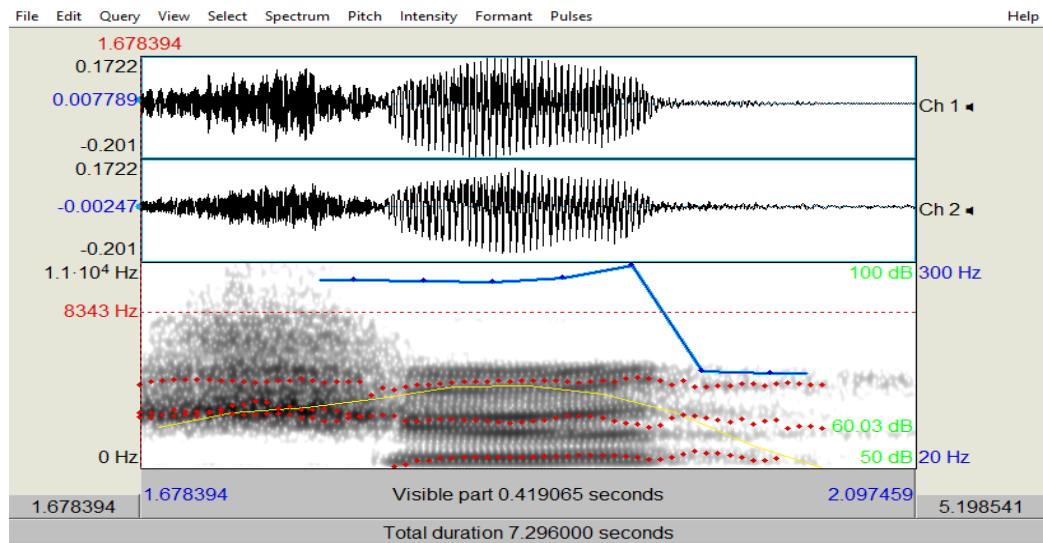 File Edit Query View Select Spectrum Pitch Intensity Formant Pulses Help
1.678394
0.1722
0.007789
-0.201
Ch 1
0.1722
-0.00247
-0.201
Ch 2
1.1·10⁴ Hz 100 dB 300 Hz
8343 Hz
60.03 dB
0 Hz 50 dB 20 Hz
1.678394 Visible part 0.419065 seconds 2.097459
1.678394 5.198541
Total duration 7.296000 seconds